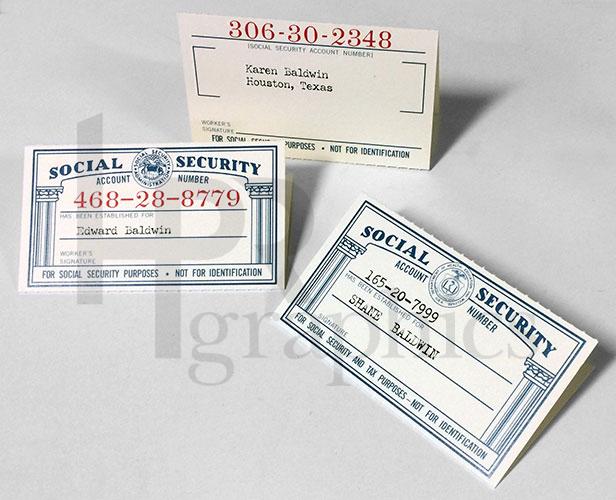 306-30-2348
(SOCIAL SECURITY ACCOUNT NUMBER)
Karen Baldwin
Houston, Texas
WORKER'S
SIGNATURE
FOR SOCIAL PURPOSES • NOT FOR IDENTIFICATION
SOCIAL SECURITY
ACCOUNT NUMBER
468-28-8779
HAS BEEN ESTABLISHED FOR
Edward Baldwin
WORKER'S
SIGNATURE
FOR SOCIAL SECURITY PURPOSES • NOT FOR IDENTIFICATION
SOCIAL SECURITY
ACCOUNT NUMBER
165-20-7999
HAS BEEN ESTABLISHED FOR
SHANE BALDWIN
SIGNATURE
FOR SOCIAL SECURITY AND TAX PURPOSES—NOT FOR IDENTIFICATION
graphics